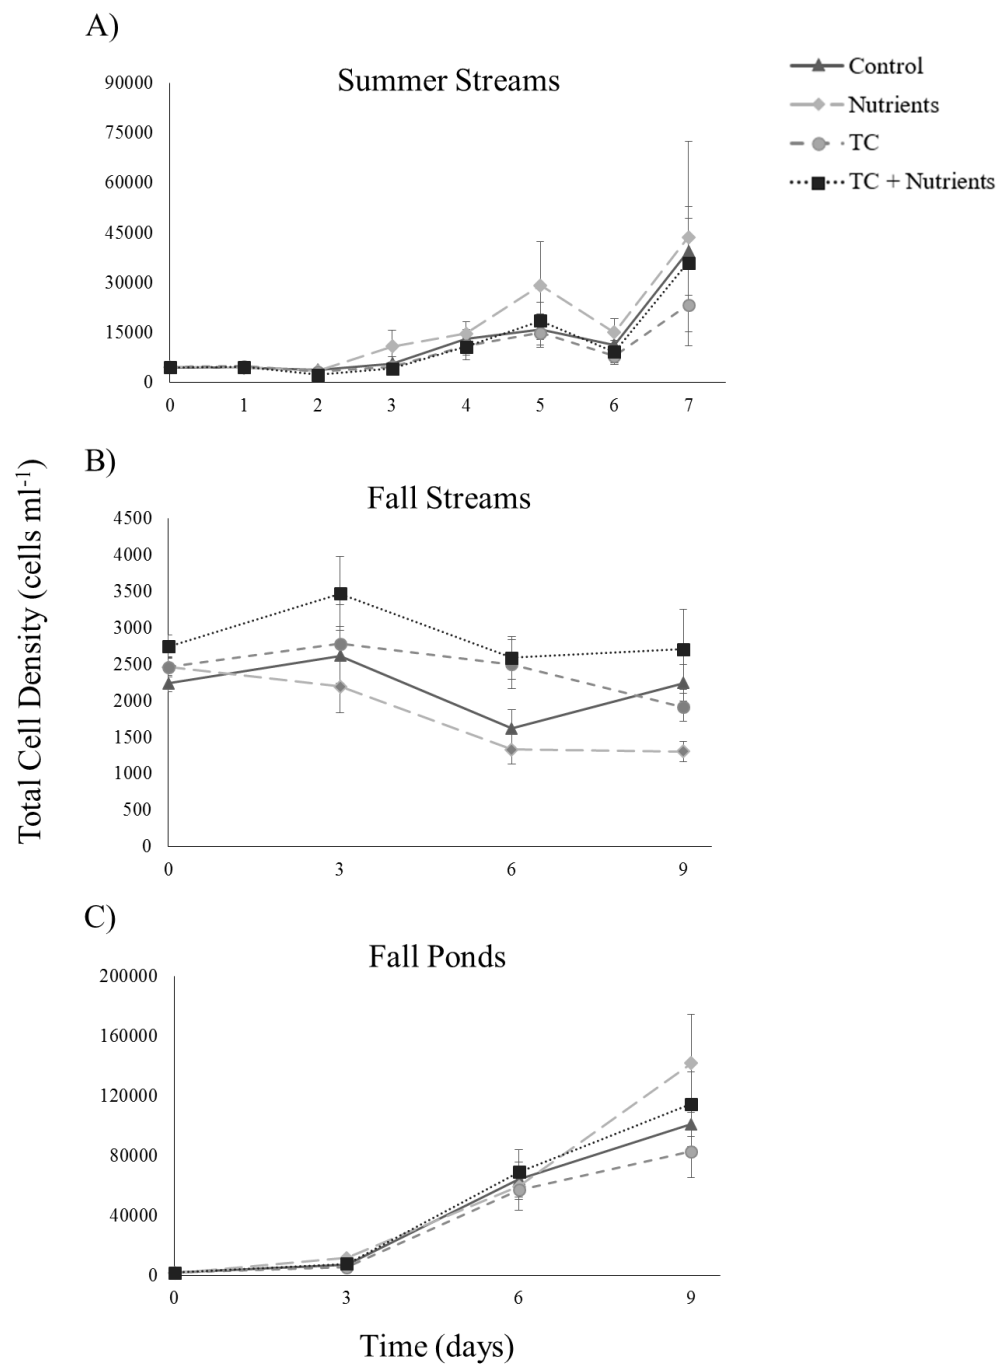 A)
Summer Streams
Control
Nutrients
TC
TC + Nutrients
90000
75000
60000
45000
30000
15000
0
0 1 2 3 4 5 6 7
Total Cell Density (cells ml-1)
B)
Fall Streams
4500
4000
3500
3000
2500
2000
1500
1000
500
0
0 3 6 9
C)
Fall Ponds
200000
160000
120000
80000
40000
0
0 3 6 9
Time (days)